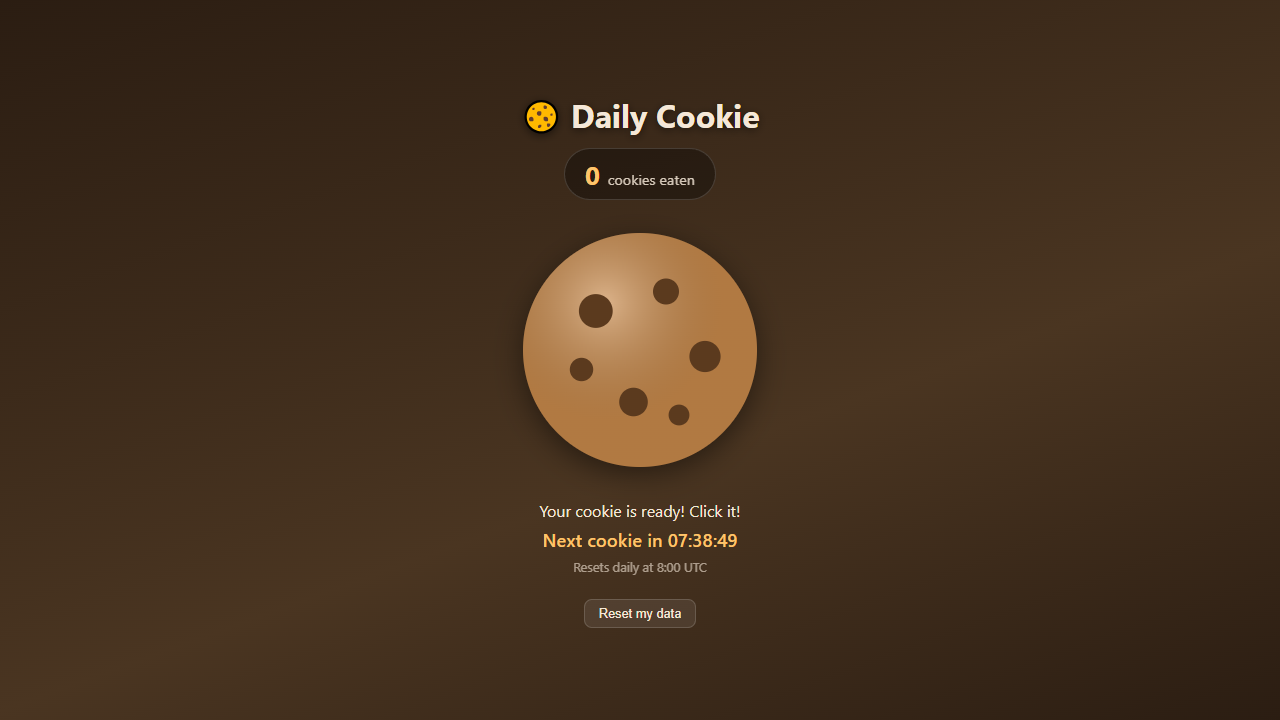 Daily Cookie
0 cookies eaten
Your cookie is ready! Click it!
Next cookie in 07:38:49
Resets daily at 8:00 UTC
Reset my data